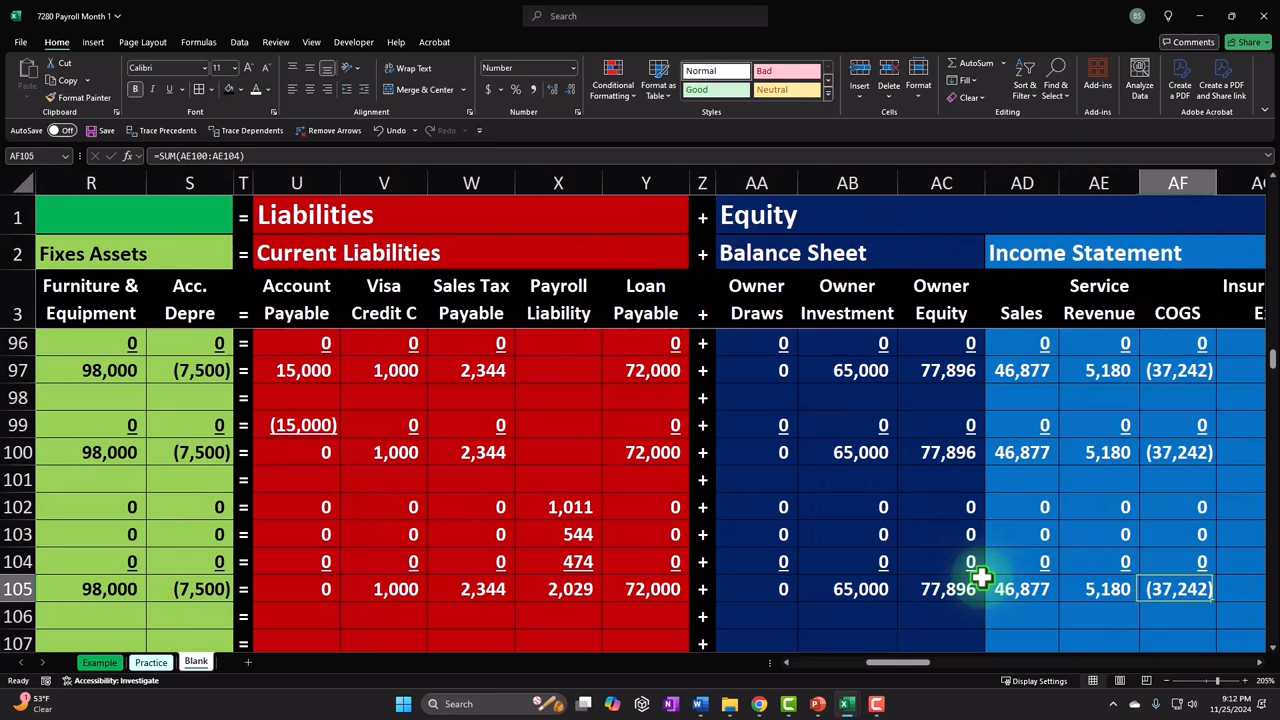 7280 Payroll Month 1
Search
BS
File Home Insert Page Layout Formulas Data Review View Developer Help Acrobat
Comments Share
Paste
Cut
Copy
Format Painter
Clipboard
Calibri 11
B I U
Font
Wrap Text
Merge & Center
Alignment
Number
$ % ,
Number
Conditional Formatting
Format as Table
Normal Bad
Good Neutral
Styles
Insert Delete Format
Cells
AutoSum
Fill
Clear
Sort & Filter
Find & Select
Editing
Add-ins
Add-ins
Analyze Data
Create a PDF
Create a PDF and Share link
Adobe Acrobat
AutoSave Off Save Trace Precedents Trace Dependents Remove Arrows Undo Redo
AF105 fx =SUM(AE100:AE104)
R S T U V W X Y Z AA AB AC AD AE AF
1 = Liabilities + Equity
2 Fixes Assets = Current Liabilities + Balance Sheet Income Statement
Furniture & Acc. Account Visa Sales Tax Payroll Loan Owner Owner Owner Service Insur
3 Equipment Depre = Payable Credit C Payable Liability Payable + Draws Investment Equity Sales Revenue COGS E
96 0 0 = 0 0 0 0 + 0 0 0 0 0 0
97 98,000 (7,500) = 15,000 1,000 2,344 72,000 + 0 65,000 77,896 46,877 5,180 (37,242)
98 = +
99 0 0 = (15,000) 0 0 0 + 0 0 0 0 0 0
100 98,000 (7,500) = 0 1,000 2,344 72,000 + 0 65,000 77,896 46,877 5,180 (37,242)
101 = +
102 0 0 = 0 0 0 1,011 0 + 0 0 0 0 0 0
103 0 0 = 0 0 0 544 0 + 0 0 0 0 0 0
104 0 0 = 0 0 0 474 0 + 0 0 0 0 0 0
105 98,000 (7,500) = 0 1,000 2,344 2,029 72,000 + 0 65,000 77,896 46,877 5,180 (37,242)
106 = +
107 = +
Example Practice Blank
Ready Accessibility: Investigate
Display Settings
205%
53°F
Clear
Search
9:12 PM
11/25/2024